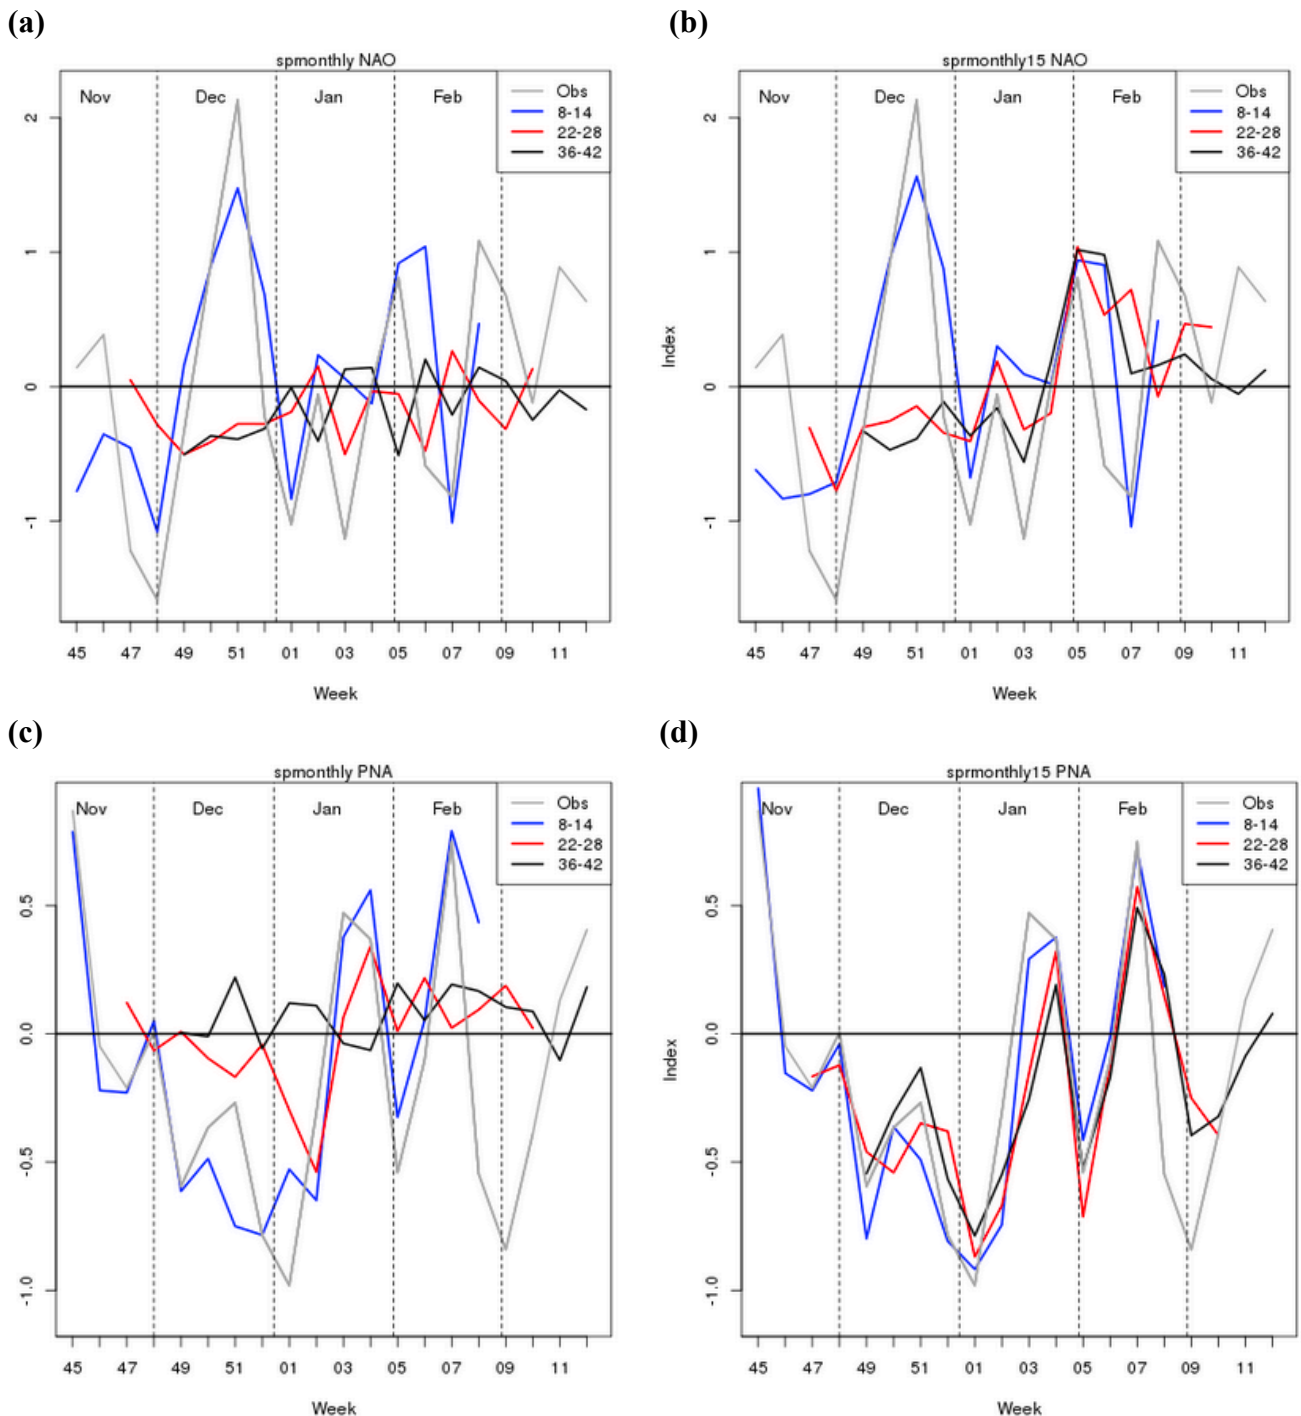 (a)
spmonthly NAO
Nov Dec Jan Feb
Obs
8-14
22-28
36-42
2
1
0
-1
45 47 49 51 01 03 05 07 09 11
Week
(b)
sprmonthly15 NAO
Nov Dec Jan Feb
Obs
8-14
22-28
36-42
2
1
0
-1
Index
45 47 49 51 01 03 05 07 09 11
Week
(c)
spmonthly PNA
Nov Dec Jan Feb
Obs
8-14
22-28
36-42
0.5
0.0
-0.5
-1.0
45 47 49 51 01 03 05 07 09 11
Week
(d)
sprmonthly15 PNA
Nov Dec Jan Feb
Obs
8-14
22-28
36-42
0.5
0.0
-0.5
-1.0
Index
45 47 49 51 01 03 05 07 09 11
Week